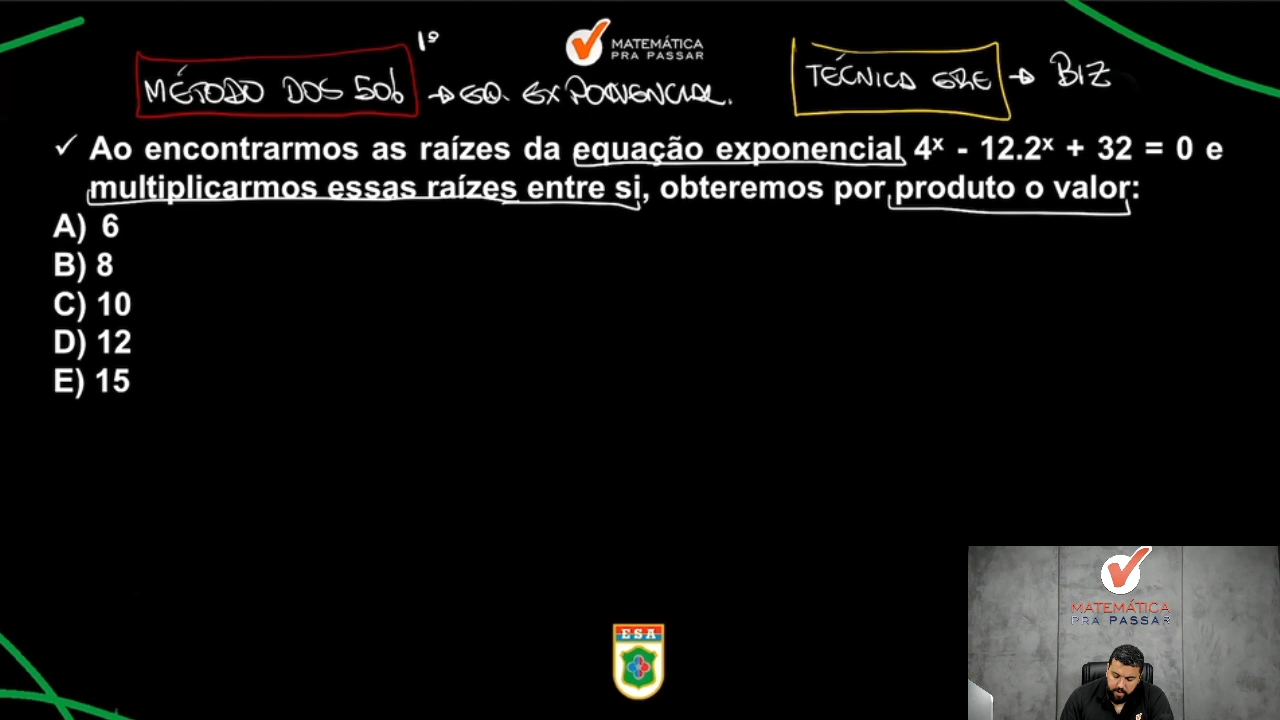 1º
MATEMÁTICA
PRA PASSAR
MÉTODO DOS 50% → EQ. EXPONENCIAL.
TÉCNICA GRE → BIZ
✓ Ao encontrarmos as raízes da equação exponencial 4ˣ - 12.2ˣ + 32 = 0 e
multiplicarmos essas raízes entre si, obteremos por produto o valor:
A) 6
B) 8
C) 10
D) 12
E) 15
ESA
MATEMÁTICA
PRA PASSAR